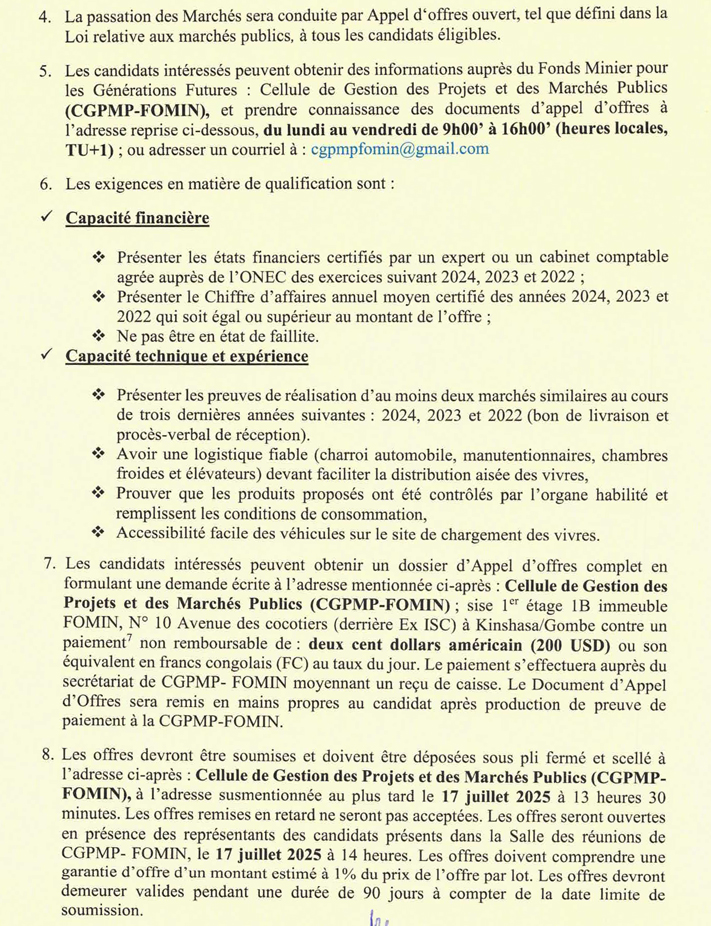 4. La passation des Marchés sera conduite par Appel d‘offres ouvert, tel que défini dans la
Loi relative aux marchés publics, à tous les candidats éligibles.
5. Les candidats intéressés peuvent obtenir des informations auprès du Fonds Minier pour
les Générations Futures : Cellule de Gestion des Projets et des Marchés Publics
(CGPMP-FOMIN), et prendre connaissance des documents d’appel d’offres à
l’adresse reprise ci-dessous, du lundi au vendredi de 9h00’ à 16h00’ (heures locales,
TU+1) ; ou adresser un courriel à : cgpmpfomin@gmail.com
6. Les exigences en matière de qualification sont :
✓ Capacité financière
❖ Présenter les états financiers certifiés par un expert ou un cabinet comptable
agrée auprès de l’ONEC des exercices suivant 2024, 2023 et 2022 ;
❖ Présenter le Chiffre d’affaires annuel moyen certifié des années 2024, 2023 et
2022 qui soit égal ou supérieur au montant de l’offre ;
❖ Ne pas être en état de faillite.
✓ Capacité technique et expérience
❖ Présenter les preuves de réalisation d’au moins deux marchés similaires au cours
de trois dernières années suivantes : 2024, 2023 et 2022 (bon de livraison et
procès-verbal de réception).
❖ Avoir une logistique fiable (charroi automobile, manutentionnaires, chambres
froides et élévateurs) devant faciliter la distribution aisée des vivres,
❖ Prouver que les produits proposés ont été contrôlés par l’organe habilité et
remplissent les conditions de consommation,
❖ Accessibilité facile des véhicules sur le site de chargement des vivres.
7. Les candidats intéressés peuvent obtenir un dossier d’Appel d’offres complet en
formulant une demande écrite à l’adresse mentionnée ci-après : Cellule de Gestion des
Projets et des Marchés Publics (CGPMP-FOMIN) ; sise 1er étage 1B immeuble
FOMIN, N° 10 Avenue des cocotiers (derrière Ex ISC) à Kinshasa/Gombe contre un
paiement7 non remboursable de : deux cent dollars américain (200 USD) ou son
équivalent en francs congolais (FC) au taux du jour. Le paiement s’effectuera auprès du
secrétariat de CGPMP- FOMIN moyennant un reçu de caisse. Le Document d’Appel
d’Offres sera remis en mains propres au candidat après production de preuve de
paiement à la CGPMP-FOMIN.
8. Les offres devront être soumises et doivent être déposées sous pli fermé et scellé à
l’adresse ci-après : Cellule de Gestion des Projets et des Marchés Publics (CGPMP-
FOMIN), à l’adresse susmentionnée au plus tard le 17 juillet 2025 à 13 heures 30
minutes. Les offres remises en retard ne seront pas acceptées. Les offres seront ouvertes
en présence des représentants des candidats présents dans la Salle des réunions de
CGPMP- FOMIN, le 17 juillet 2025 à 14 heures. Les offres doivent comprendre une
garantie d’offre d’un montant estimé à 1% du prix de l’offre par lot. Les offres devront
demeurer valides pendant une durée de 90 jours à compter de la date limite de
soumission.